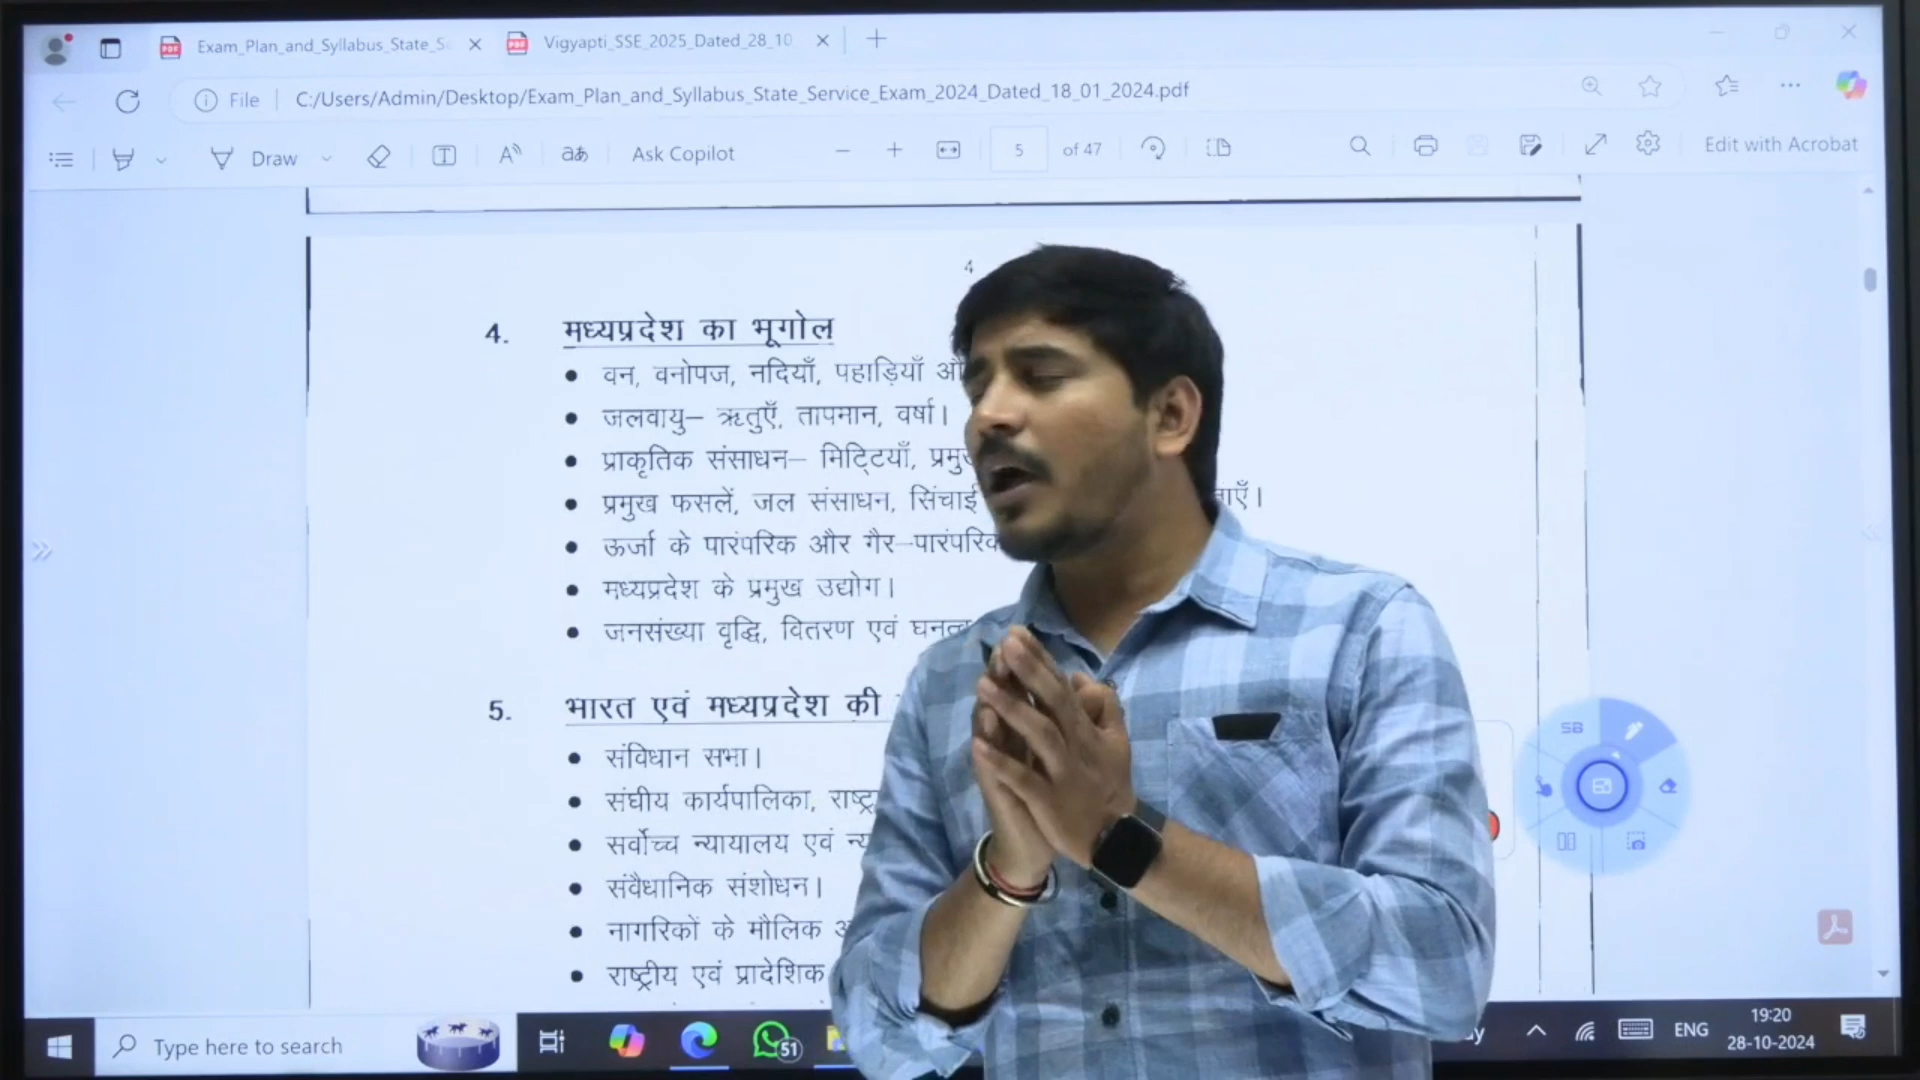 Exam_Plan_and_Syllabus_State_S
Vigyapti_SSE_2025_Dated_28_10
File
C:/Users/Admin/Desktop/Exam_Plan_and_Syllabus_State_Service_Exam_2024_Dated_18_01_2024.pdf
Draw
Ask Copilot
5 of 47
Edit with Acrobat
4
4. मध्यप्रदेश का भूगोल
• वन, वनोपज, नदियाँ, पहाड़ियाँ
• जलवायु– ऋतुएँ, तापमान, वर्षा।
• प्राकृतिक संसाधन– मिट्टियाँ,
• प्रमुख फसलें, जल संसाधन, सिंचाई
• ऊर्जा के पारंपरिक और गैर–पारंपरिक
• मध्यप्रदेश के प्रमुख उद्योग।
• जनसंख्या वृद्धि, वितरण एवं घनत्व
5. भारत एवं मध्यप्रदेश की
• संविधान सभा।
• संघीय कार्यपालिका,
• सर्वोच्च न्यायालय एवं
• संवैधानिक संशोधन।
• नागरिकों के मौलिक
• राष्ट्रीय एवं प्रादेशिक
SB
Type here to search
51
ENG
19:20
28-10-2024